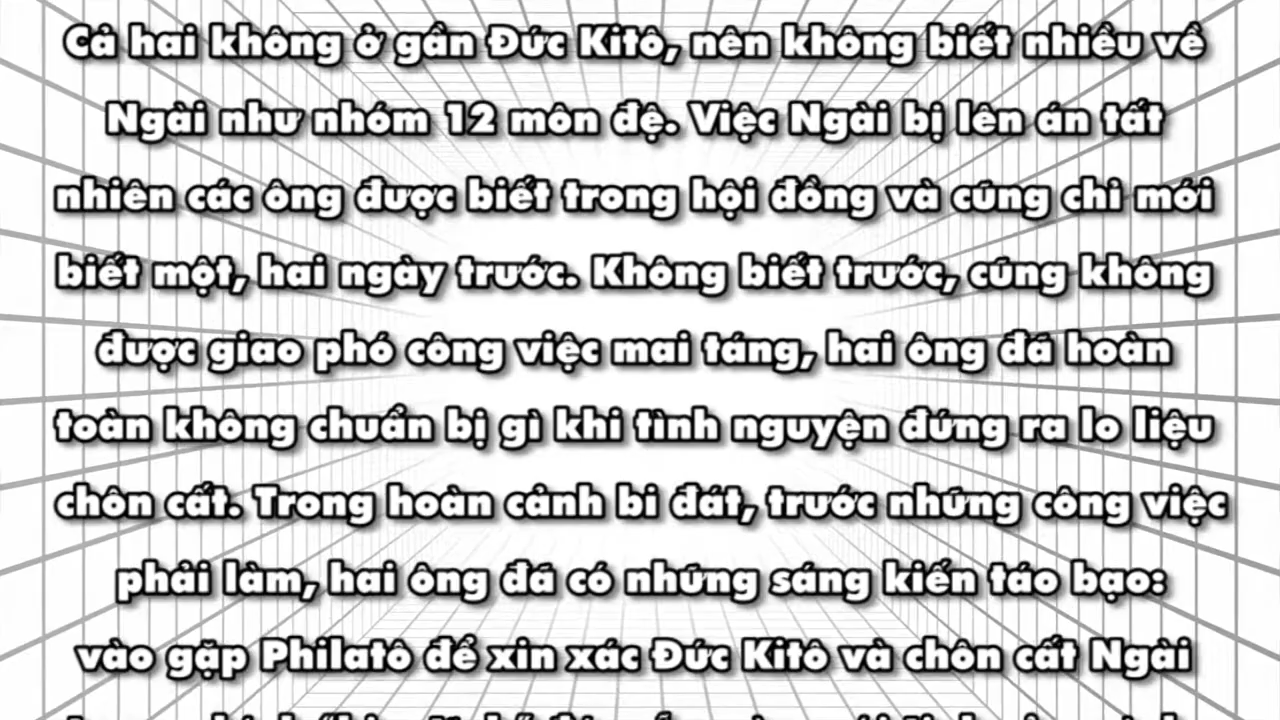 Cả hai không ở gần Đức Kitô, nên không biết nhiều về
Ngài như nhóm 12 môn đệ. Việc Ngài bị lên án tất
nhiên các ông được biết trong hội đồng và cũng chỉ mới
biết một, hai ngày trước. Không biết trước, cũng không
được giao phó công việc mai táng, hai ông đã hoàn
toàn không chuẩn bị gì khi tình nguyện đứng ra lo liệu
chôn cất. Trong hoàn cảnh bi đát, trước những công việc
phải làm, hai ông đã có những sáng kiến táo bạo:
vào gặp Philatô để xin xác Đức Kitô và chôn cất Ngài